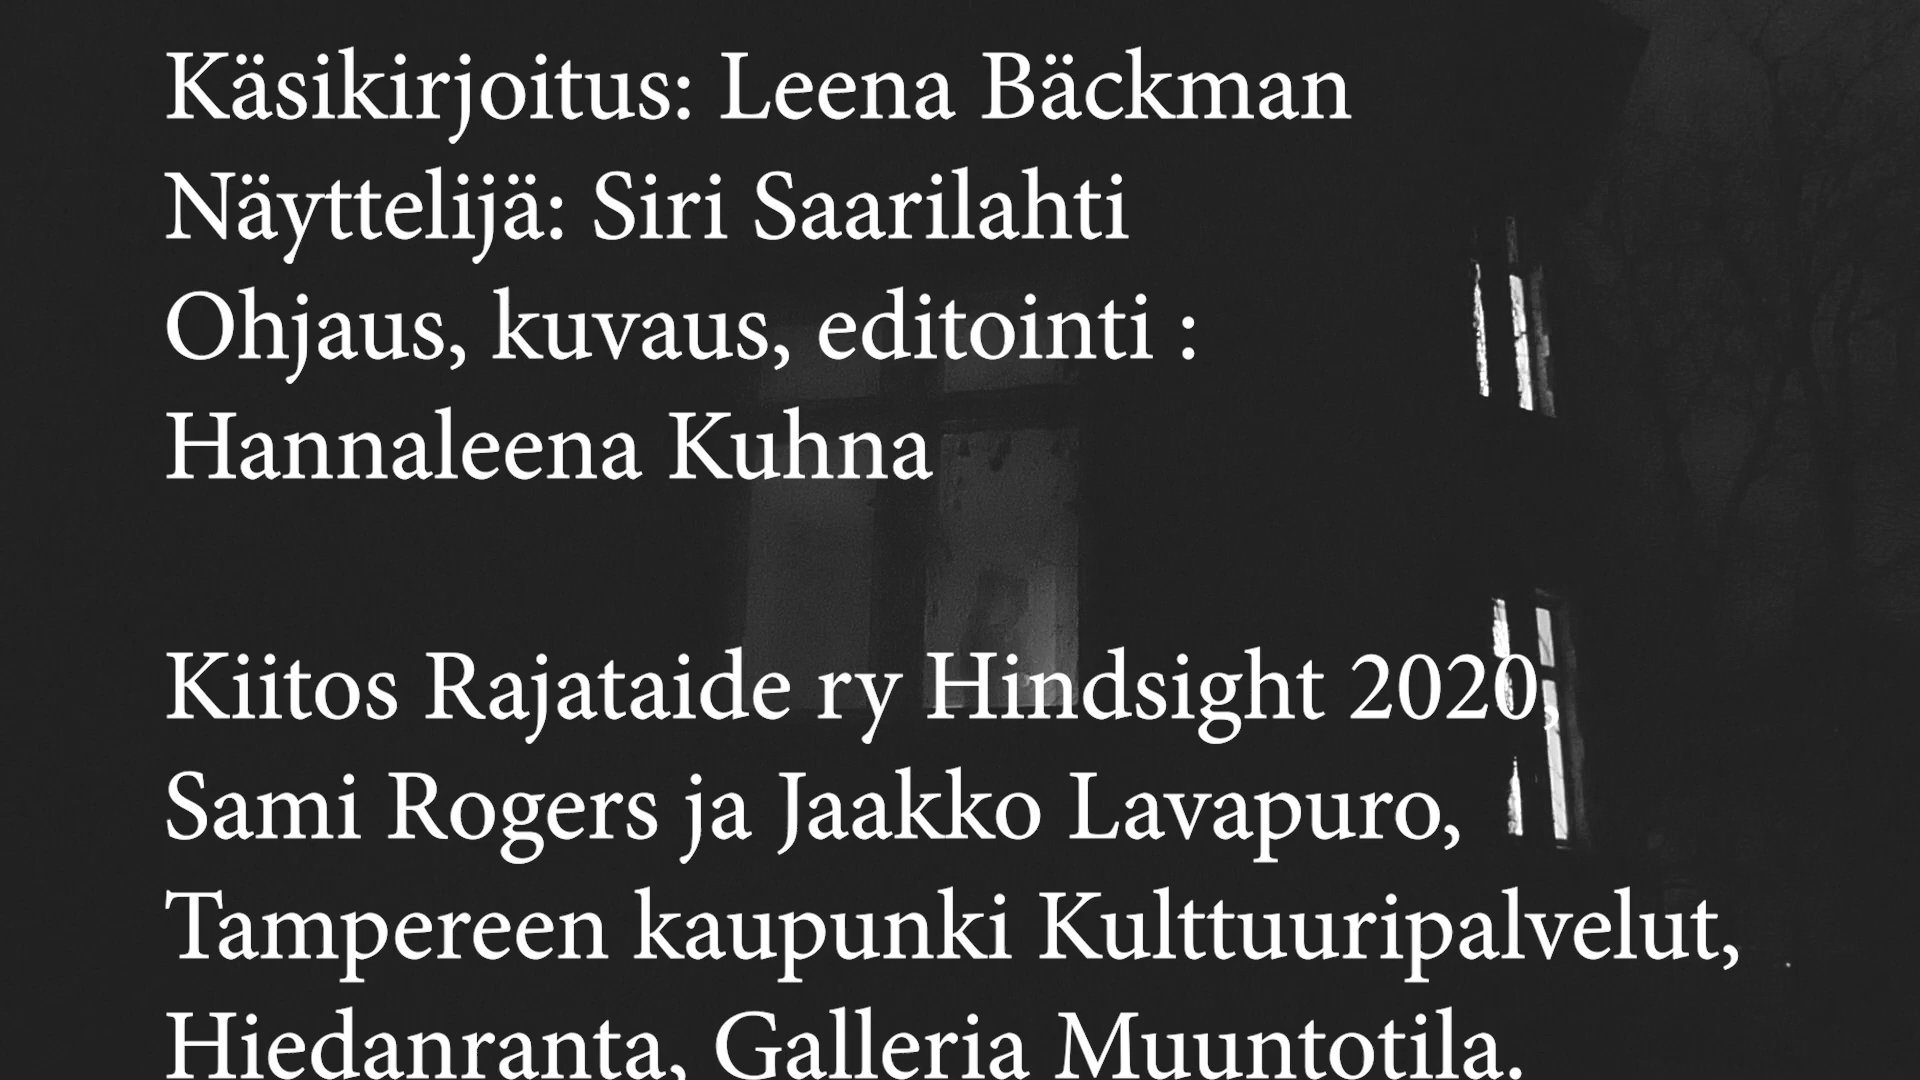 Käsikirjoitus: Leena Bäckman
Näyttelijä: Siri Saarilahti
Ohjaus, kuvaus, editointi :
Hannaleena Kuhna
Kiitos Rajataide ry Hindsight 2020,
Sami Rogers ja Jaakko Lavapuro,
Tampereen kaupunki Kulttuuripalvelut,
Hiedanranta, Galleria Muuntotila.